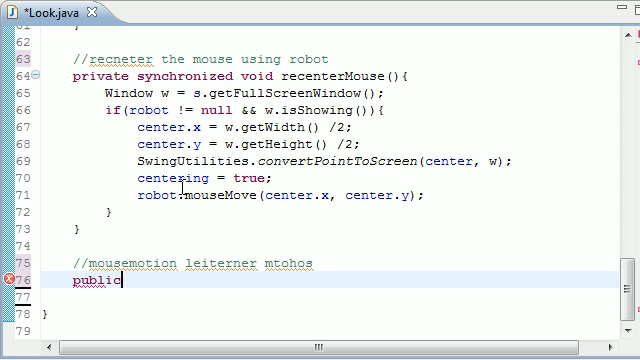 *Look.java
61 }
62
63 //recneter the mouse using robot
64 private synchronized void recenterMouse(){
65 Window w = s.getFullScreenWindow();
66 if(robot != null && w.isShowing()){
67 center.x = w.getWidth() /2;
68 center.y = w.getHeight() /2;
69 SwingUtilities.convertPointToScreen(center, w);
70 centering = true;
71 robot.mouseMove(center.x, center.y);
72 }
73 }
74
75 //mousemotion leiterner mtohos
76 public
77
78 }
79